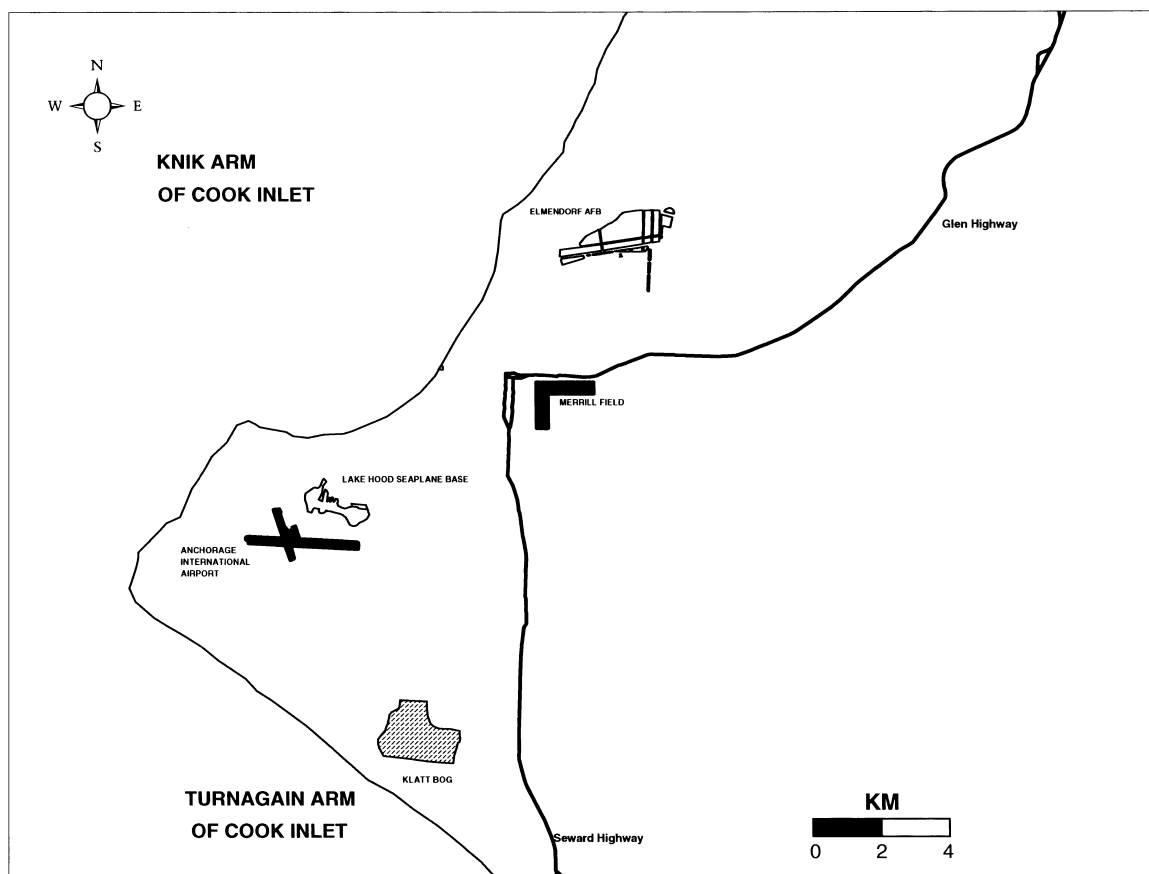 N
W E
S
KNIK ARM
OF COOK INLET
ELMENDORF AFB
Glen Highway
MERRILL FIELD
LAKE HOOD SEAPLANE BASE
ANCHORAGE
INTERNATIONAL
AIRPORT
KLATT BOG
TURNAGAIN ARM
OF COOK INLET
Seward Highway
KM
0 2 4